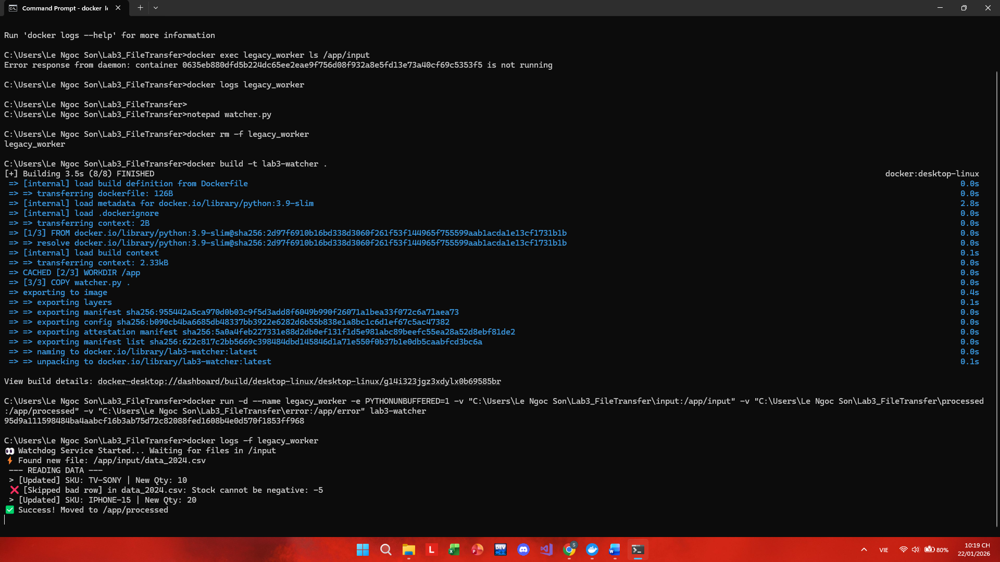 Command Prompt - docker  l
Run 'docker logs --help' for more information
C:\Users\Le Ngoc Son\Lab3_FileTransfer>docker exec legacy_worker ls /app/input
Error response from daemon: container 0635eb880dfd5b224dc65ee2eae9f756d08f932a8e5fd13e73a40cf69c5353f5 is not running
C:\Users\Le Ngoc Son\Lab3_FileTransfer>docker logs legacy_worker
C:\Users\Le Ngoc Son\Lab3_FileTransfer>
C:\Users\Le Ngoc Son\Lab3_FileTransfer>notepad watcher.py
C:\Users\Le Ngoc Son\Lab3_FileTransfer>docker rm -f legacy_worker
legacy_worker
C:\Users\Le Ngoc Son\Lab3_FileTransfer>docker build -t lab3-watcher .
[+] Building 3.5s (8/8) FINISHED docker:desktop-linux
=> [internal] load build definition from Dockerfile 0.0s
=> => transferring dockerfile: 126B 0.0s
=> [internal] load metadata for docker.io/library/python:3.9-slim 2.8s
=> [internal] load .dockerignore 0.0s
=> => transferring context: 2B 0.0s
=> [1/3] FROM docker.io/library/python:3.9-slim@sha256:2d97f6910b16bd338d3060f261f53f144965f755599aab1acda1e13cf1731b1b 0.0s
=> => resolve docker.io/library/python:3.9-slim@sha256:2d97f6910b16bd338d3060f261f53f144965f755599aab1acda1e13cf1731b1b 0.0s
=> [internal] load build context 0.1s
=> => transferring context: 2.33kB 0.0s
=> CACHED [2/3] WORKDIR /app 0.0s
=> [3/3] COPY watcher.py . 0.0s
=> exporting to image 0.4s
=> => exporting layers 0.1s
=> => exporting manifest sha256:955442a5ca970d0b03c9f5d3add8f6049b990f26071a1bea33f072c6a71aea73 0.0s
=> => exporting config sha256:b090cb4ba6685db48337bb3922e6282d6b55b838e1a8bc1c6d1ef67c5ac47382 0.0s
=> => exporting attestation manifest sha256:5a0a4feb227331e88d2db0ef131f1d5e981abc89beefc55ea28a52d8ebf81de2 0.0s
=> => exporting manifest list sha256:622c817c2bb5669c398484dbd145846d1a71e550f0b37b1e0db5caabfcd3bc6a 0.0s
=> => naming to docker.io/library/lab3-watcher:latest 0.0s
=> => unpacking to docker.io/library/lab3-watcher:latest 0.1s
View build details: docker-desktop://dashboard/build/desktop-linux/desktop-linux/g14i323jgz3xdylx0b69585br
C:\Users\Le Ngoc Son\Lab3_FileTransfer>docker run -d --name legacy_worker -e PYTHONUNBUFFERED=1 -v "C:\Users\Le Ngoc Son\Lab3_FileTransfer\input:/app/input" -v "C:\Users\Le Ngoc Son\Lab3_FileTransfer\processed
:/app/processed" -v "C:\Users\Le Ngoc Son\Lab3_FileTransfer\error:/app/error" lab3-watcher
95d9a111598484ba4aabcf16b3ab75d72c82088fed1608b4e0d570f1853ff968
C:\Users\Le Ngoc Son\Lab3_FileTransfer>docker logs -f legacy_worker
👀 Watchdog Service Started... Waiting for files in /input
⚡ Found new file: /app/input/data_2024.csv
--- READING DATA ---
> [Updated] SKU: TV-SONY | New Qty: 10
❌ [Skipped bad row] in data_2024.csv: Stock cannot be negative: -5
> [Updated] SKU: IPHONE-15 | New Qty: 20
✅ Success! Moved to /app/processed
VIE
80%
10:19 CH
22/01/2026